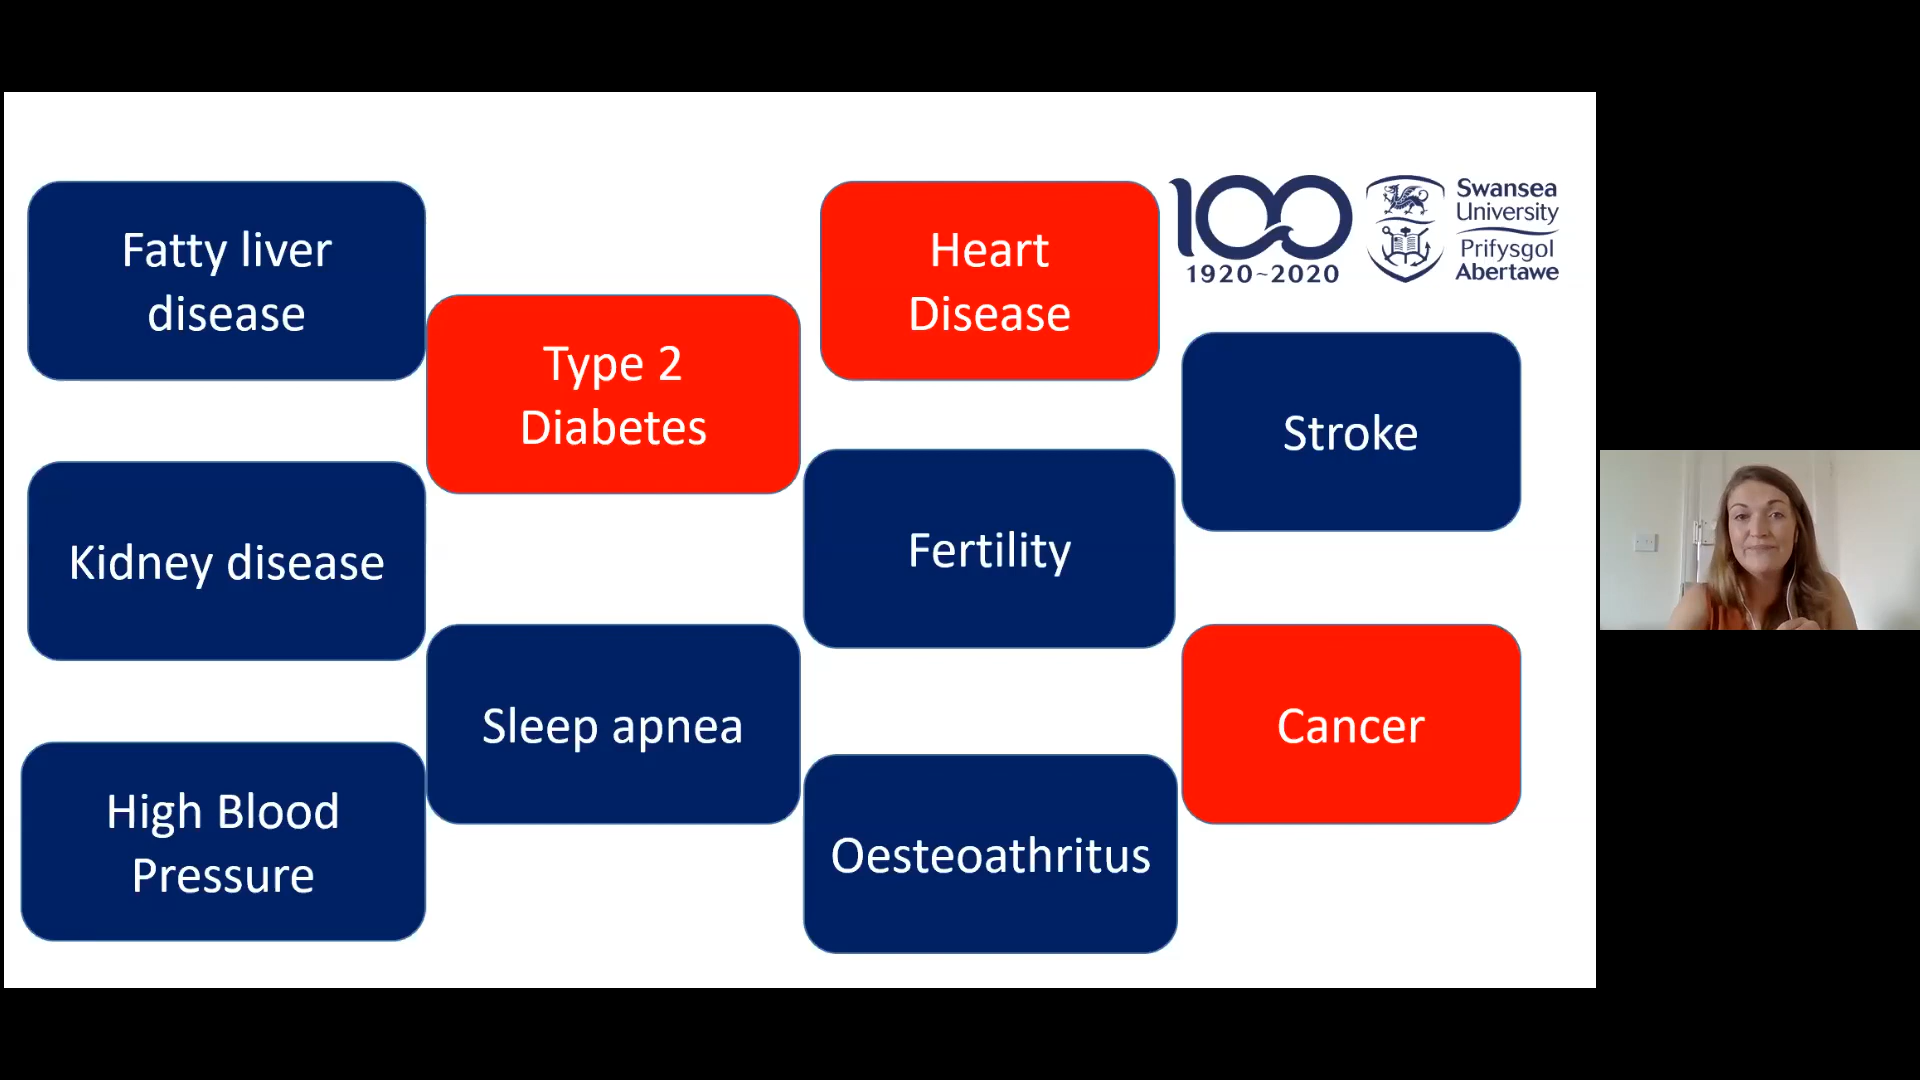 Fatty liver
disease
Heart
Disease
100
1920~2020
Swansea
University
Prifysgol
Abertawe
Type 2
Diabetes
Stroke
Kidney disease
Fertility
Sleep apnea
Cancer
High Blood
Pressure
Oesteoathritus